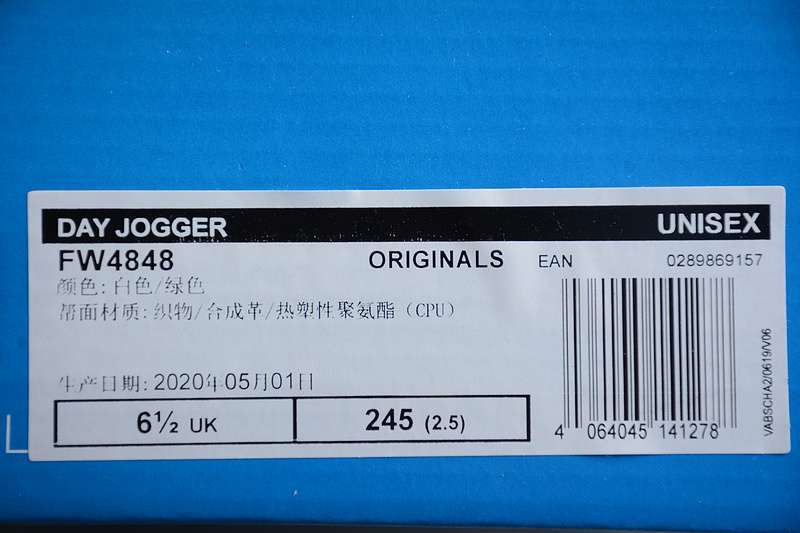 DAY JOGGER UNISEX
FW4848 ORIGINALS EAN 0289869157
颜色:白色/绿色
帮面材质:织物/合成革/热塑性聚氨酯(CPU)
生产日期:2020年05月01日
6½ UK 245 (2.5)
4 064045 141278
VABSCHA2/0619/V06